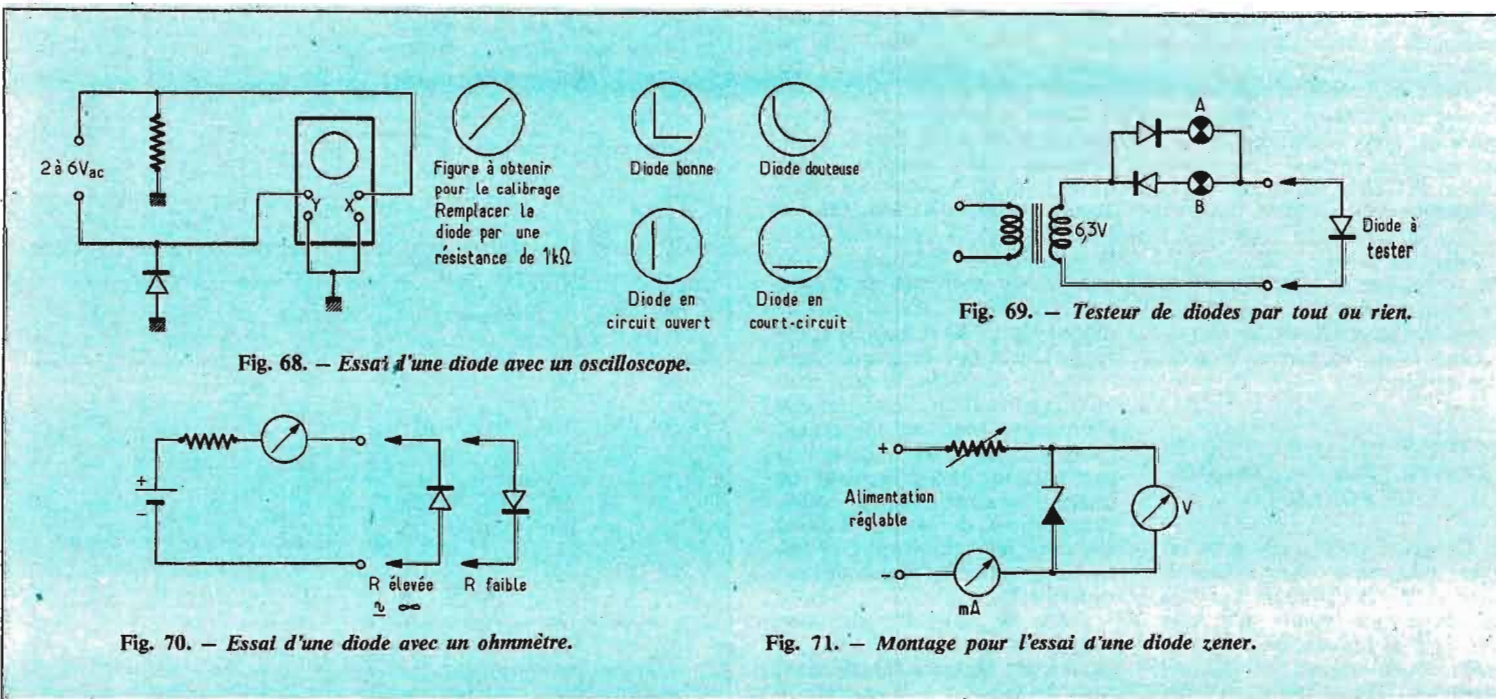 2 à 6Vac
Y X
Figure à obtenir
pour le calibrage
Remplacer la
diode par une
résistance de 1kΩ
Diode bonne
Diode douteuse
Diode en
circuit ouvert
Diode en
court-circuit
Fig. 68. — Essai d'une diode avec un oscilloscope.
A
B
6,3V
Diode à
tester
Fig. 69. — Testeur de diodes par tout ou rien.
+
-
R élevée
≃ ∞
R faible
Fig. 70. — Essai d'une diode avec un ohmmètre.
+
Alimentation
réglable
-
mA
V
Fig. 71. — Montage pour l'essai d'une diode zener.